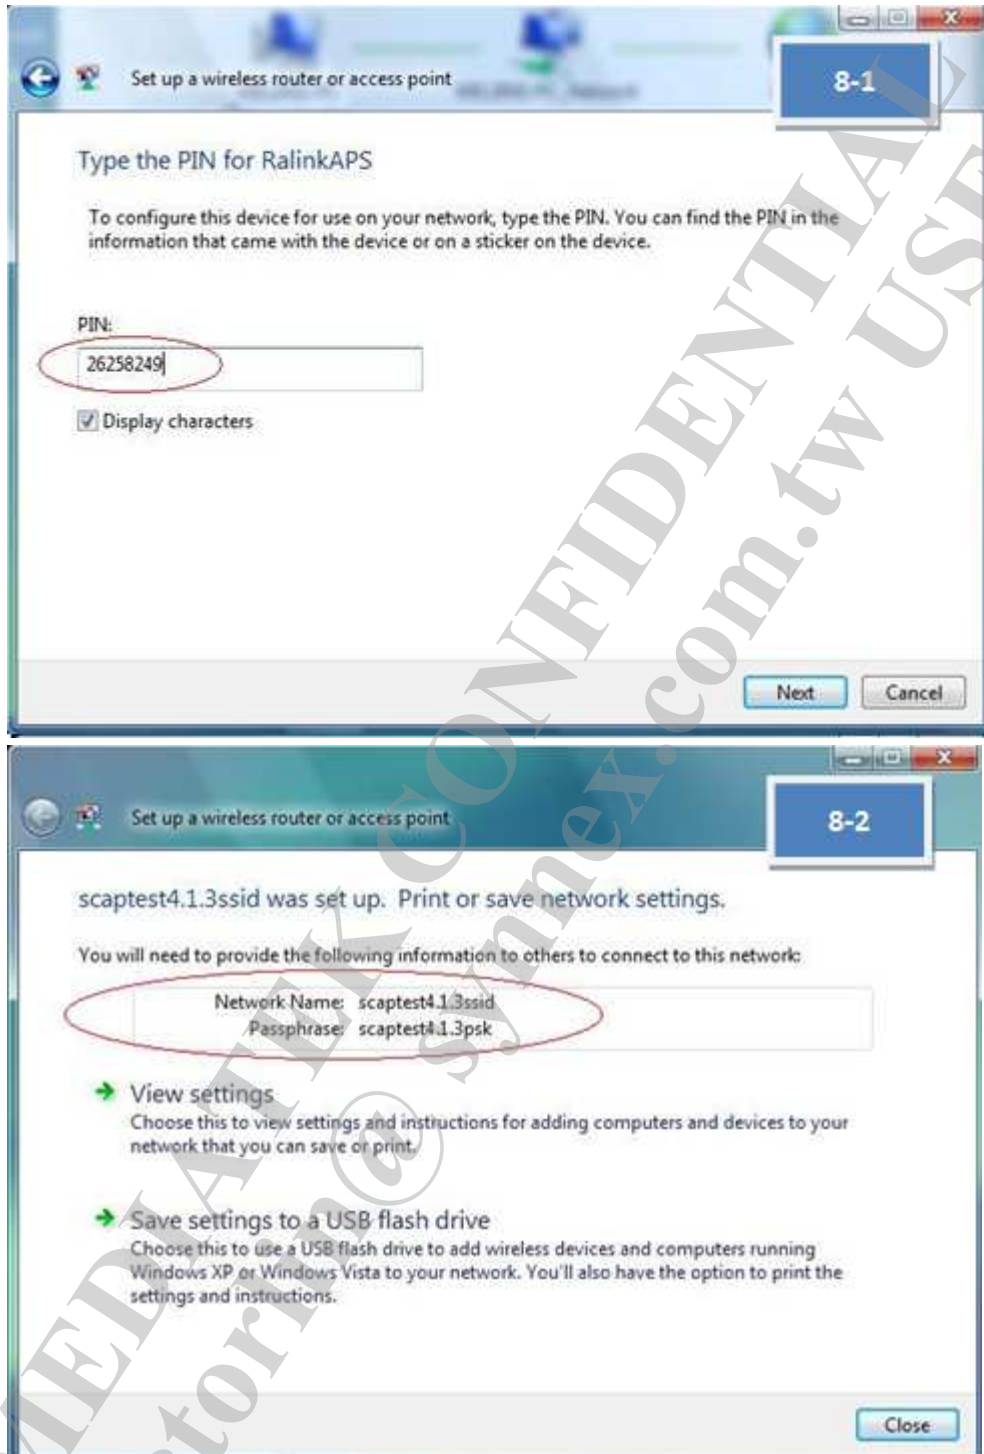 Set up a wireless router or access point
8-1
Type the PIN for RalinkAPS
To configure this device for use on your network, type the PIN. You can find the PIN in the
information that came with the device or on a sticker on the device.
PIN:
26258249
Display characters
Next
Cancel
Set up a wireless router or access point
8-2
scaptest4.1.3ssid was set up. Print or save network settings.
You will need to provide the following information to others to connect to this network:
Network Name: scaptest4.1.3ssid
Passphrase: scaptest4.1.3psk
View settings
Choose this to view settings and instructions for adding computers and devices to your
network that you can save or print.
Save settings to a USB flash drive
Choose this to use a USB flash drive to add wireless devices and computers running
Windows XP or Windows Vista to your network. You'll also have the option to print the
settings and instructions.
Close
MEDIATEK CONFIDENTIAL
torlin@synnex.com.tw USE